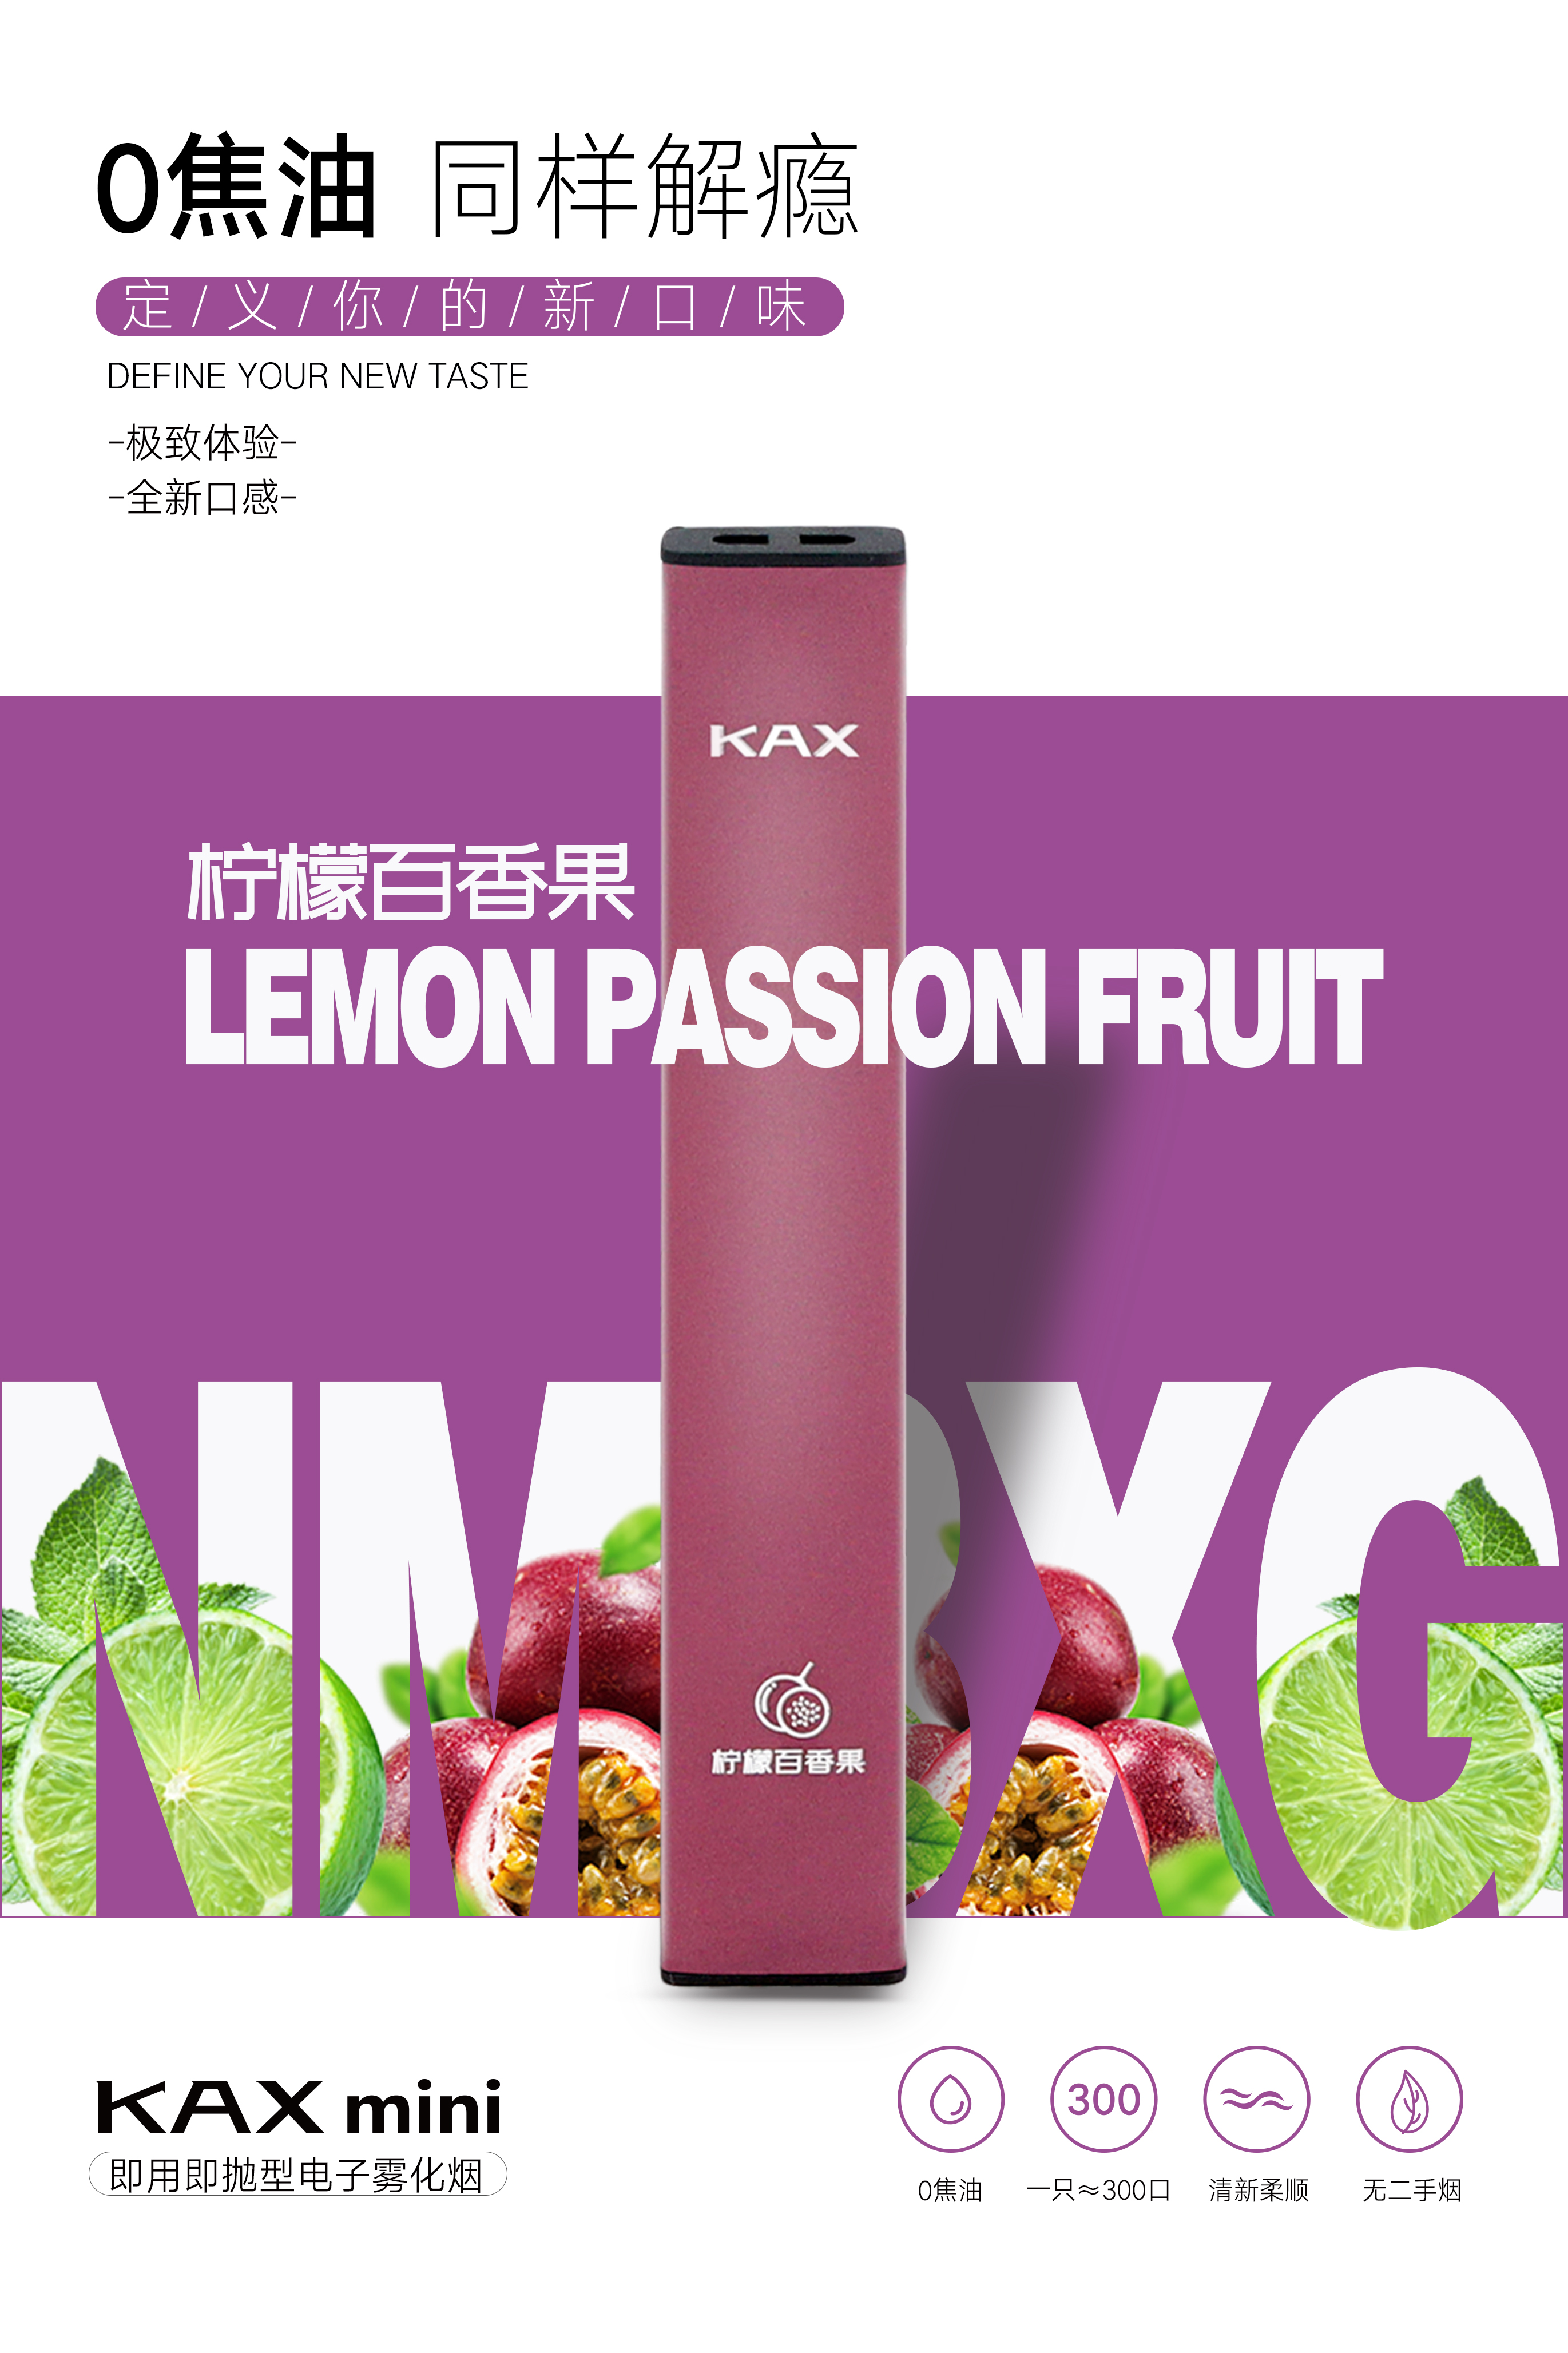 0焦油 同样解瘾
定/义/你/的/新/口/味
DEFINE YOUR NEW TASTE
-极致体验-
-全新口感-
KAX
柠檬百香果
LEMON PASSION FRUIT
NM XG
柠檬百香果
KAX mini
即用即抛型电子雾化烟
300
0焦油
一只≈300口
清新柔顺
无二手烟